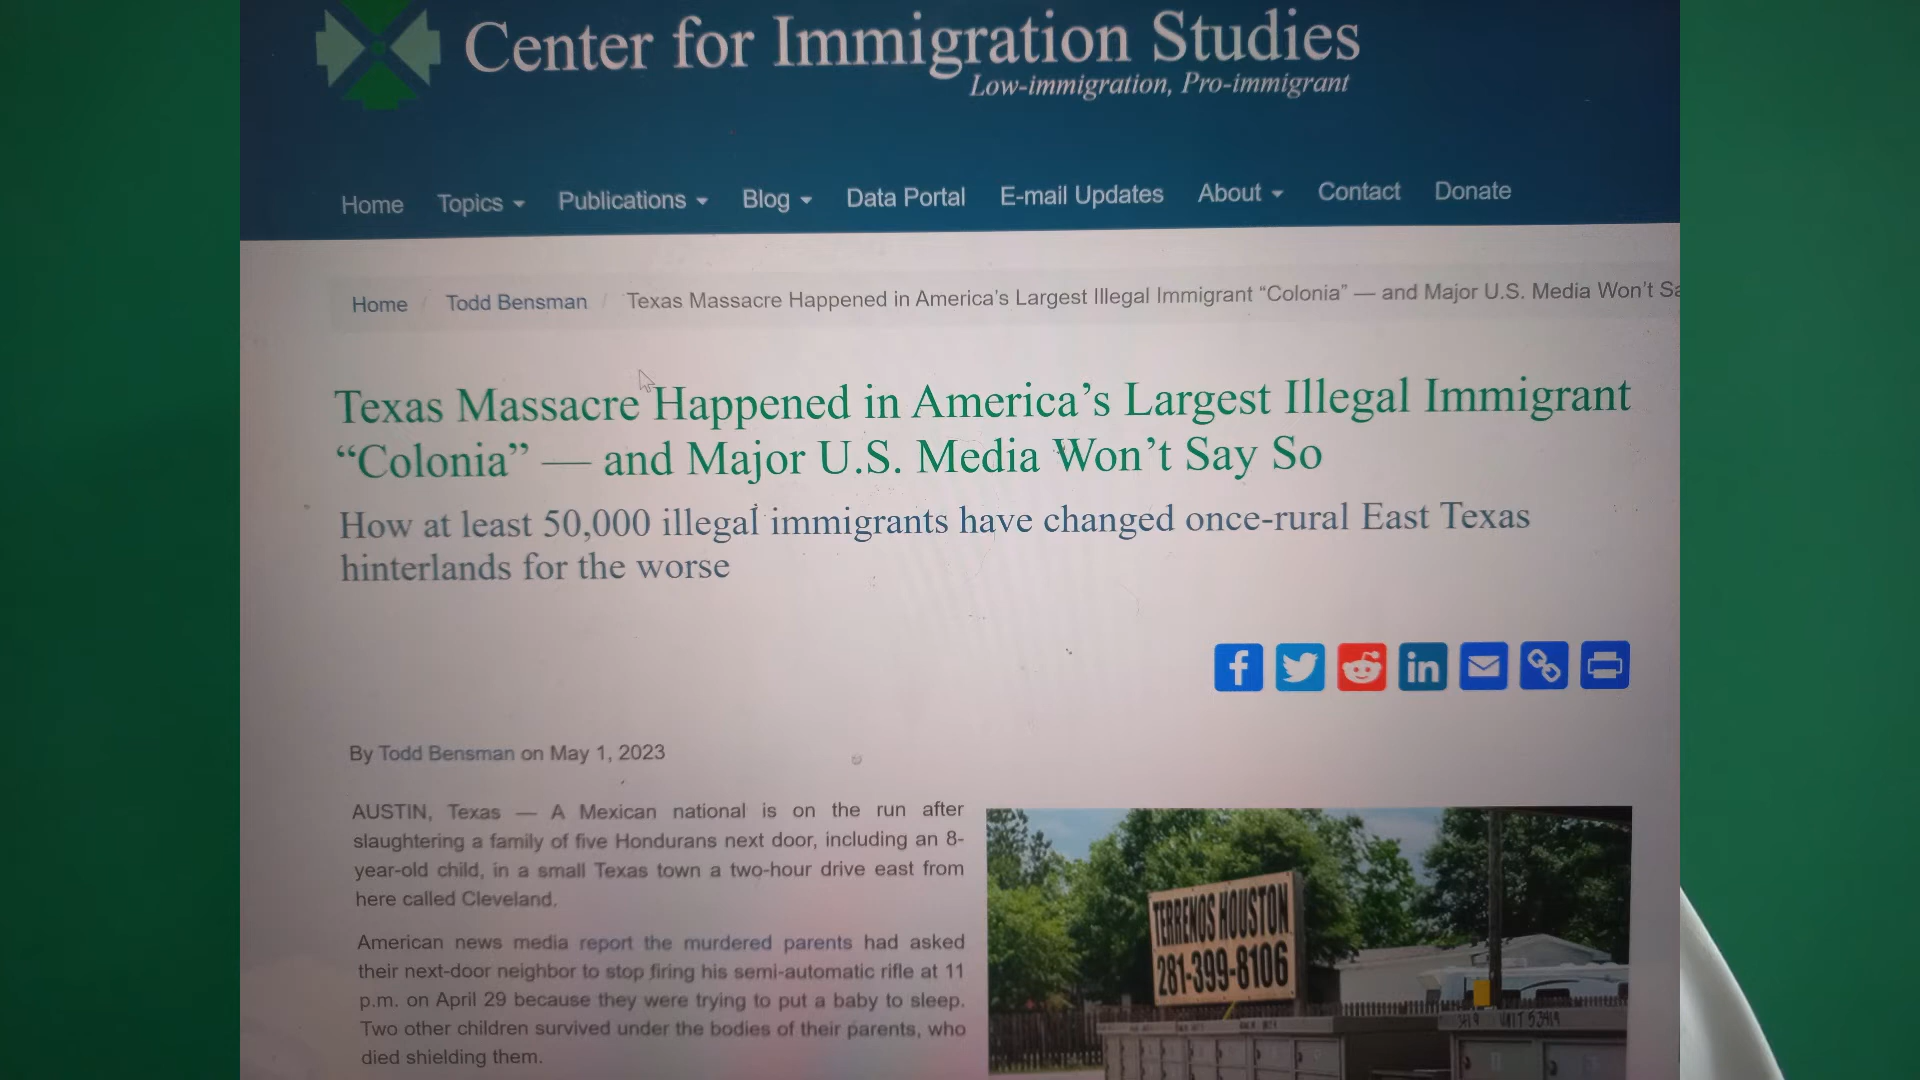 Center for Immigration Studies
Low-immigration, Pro-immigrant
Home Topics Publications Blog Data Portal E-mail Updates About Contact Donate
Home / Todd Bensman / Texas Massacre Happened in America's Largest Illegal Immigrant “Colonia” — and Major U.S. Media Won't Sa
Texas Massacre Happened in America's Largest Illegal Immigrant
“Colonia” — and Major U.S. Media Won't Say So
How at least 50,000 illegal immigrants have changed once-rural East Texas
hinterlands for the worse
By Todd Bensman on May 1, 2023
AUSTIN, Texas — A Mexican national is on the run after
slaughtering a family of five Hondurans next door, including an 8-
year-old child, in a small Texas town a two-hour drive east from
here called Cleveland.
American news media report the murdered parents had asked
their next-door neighbor to stop firing his semi-automatic rifle at 11
p.m. on April 29 because they were trying to put a baby to sleep.
Two other children survived under the bodies of their parents, who
died shielding them.
TERRENOS HOUSTON
281-399-8106